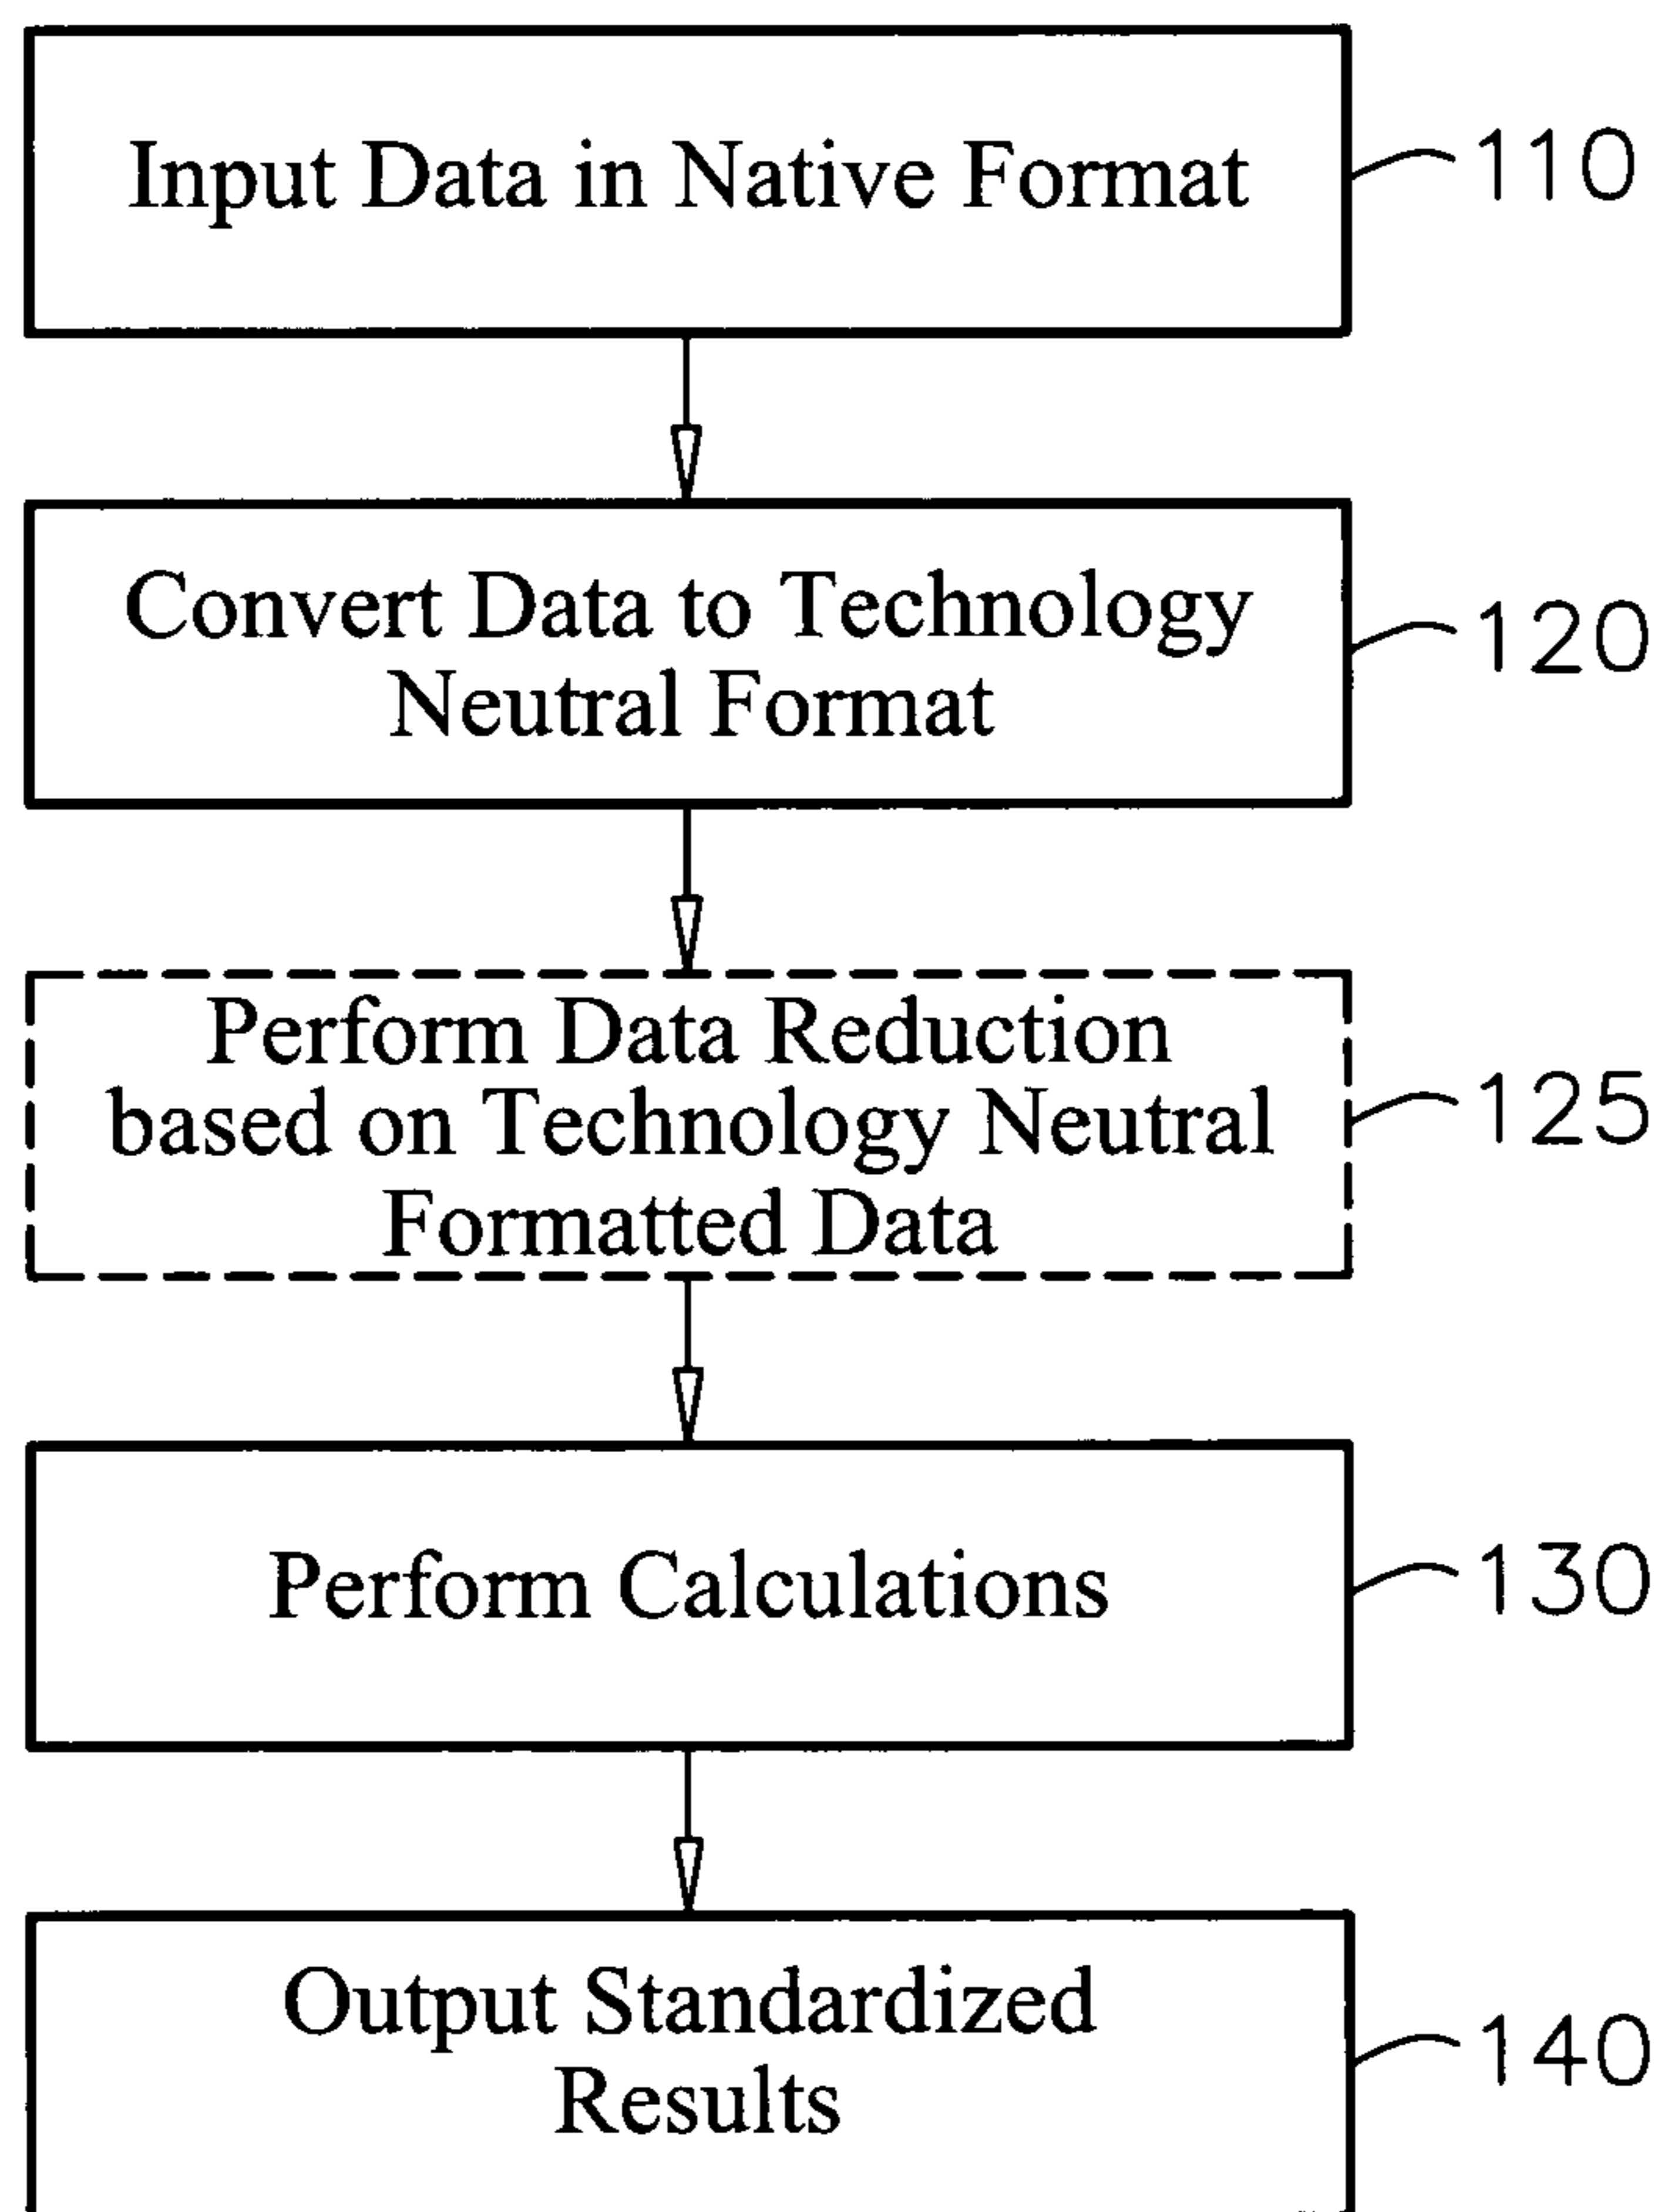 Input Data in Native Format
110
Convert Data to Technology
Neutral Format
120
Perform Data Reduction
based on Technology Neutral
Formatted Data
125
Perform Calculations
130
Output Standardized
Results
140